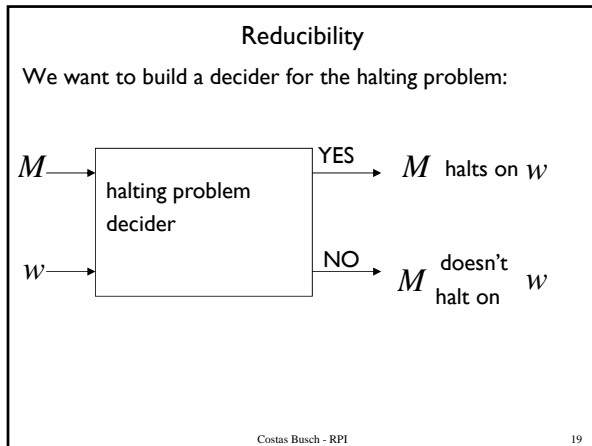 Reducibility
We want to build a decider for the halting problem:
M
halting problem
decider
YES
M halts on w
w
NO
M doesn't
halt on w
Costas Busch - RPI
19